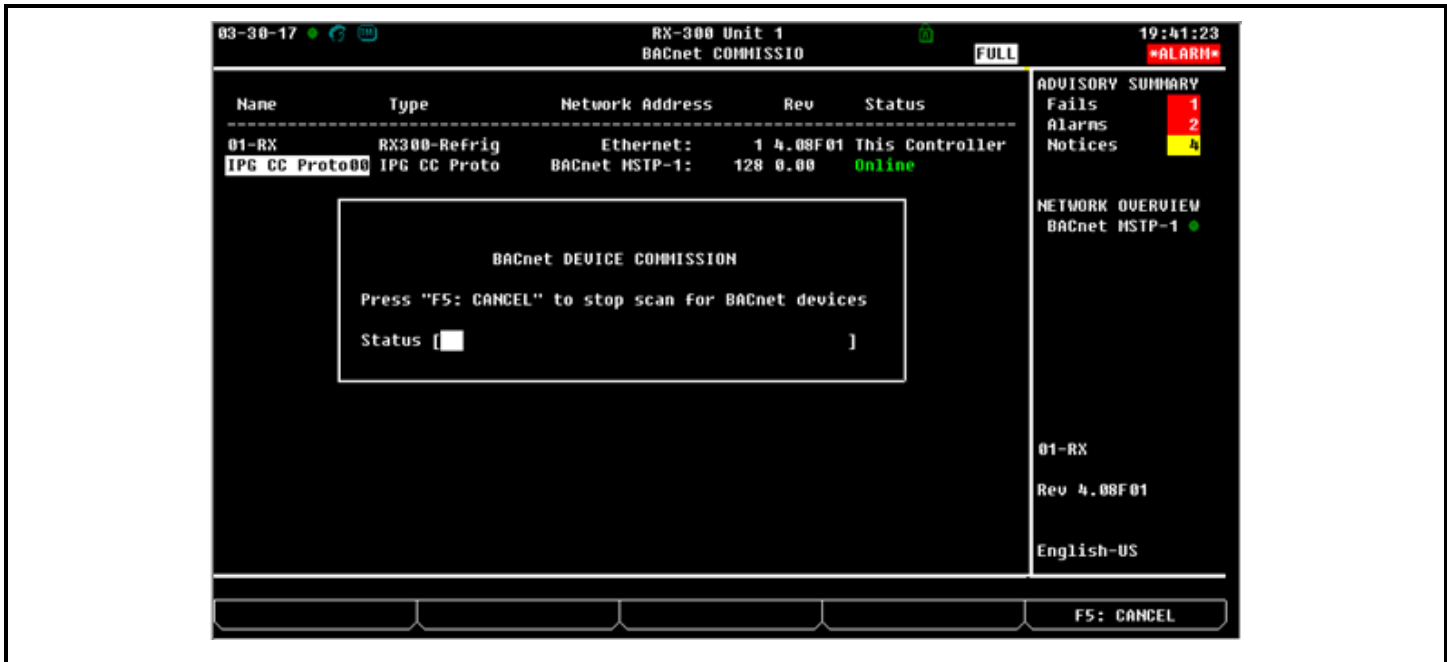 03-30-17 RX-300 Unit 1 19:41:23
BACnet COMMISSIO FULL *ALARM*
ADVISORY SUMMARY
Name Type Network Address Rev Status Fails 1
Alarms 2
01-RX RX300-Refrig Ethernet: 1 4.08F01 This Controller Notices 4
IPG CC Proto00 IPG CC Proto BACnet MSTP-1: 128 0.00 Online
NETWORK OVERVIEW
BACnet MSTP-1
BACnet DEVICE COMMISSION
Press "F5: CANCEL" to stop scan for BACnet devices
Status [ ]
01-RX
Rev 4.08F01
English-US
F5: CANCEL